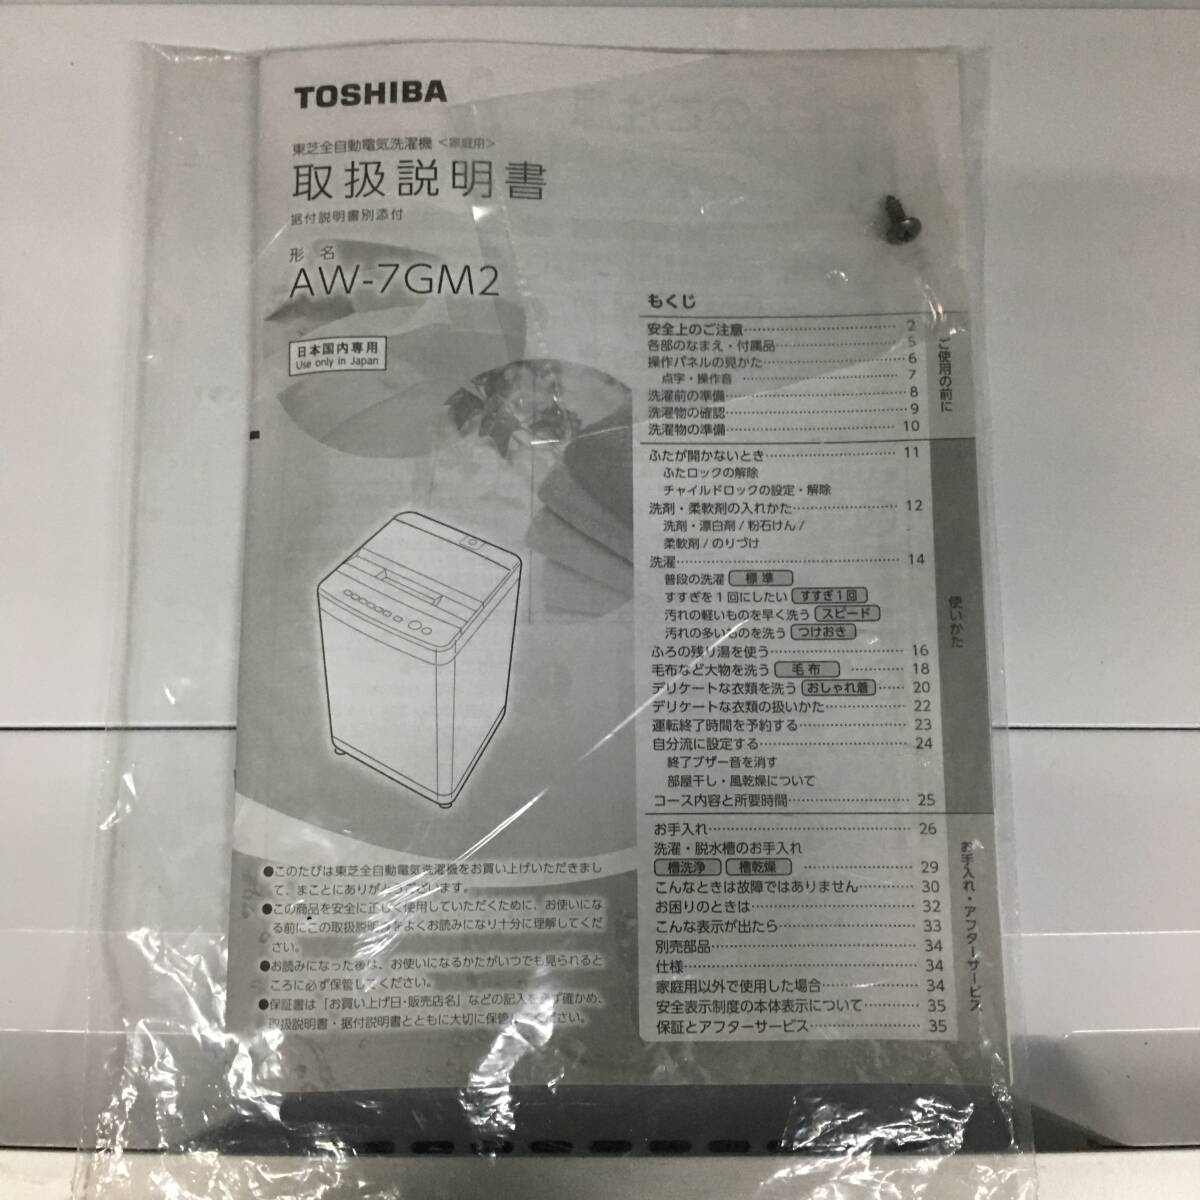 TOSHIBA
東芝全自動電気洗濯機 <家庭用>
取扱説明書
据付説明書別添付
形 名
AW-7GM2
日本国内専用
Use only in Japan
●このたびは東芝全自動電気洗濯機をお買い上げいただきまし
て、まことにありがとうございます。
●この商品を安全に正しく使用していただくために、お使いにな
る前にこの取扱説明書をよくお読みになり十分に理解してくだ
さい。
●お読みになった後は、お使いになるかたがいつでも見られると
ころに必ず保管してください。
●保証書は「お買い上げ日・販売店名」などの記入を必ず確かめ、
取扱説明書・据付説明書とともに大切に保管してください。
もくじ
安全上のご注意 2
各部のなまえ・付属品 5
操作パネルの見かた 6
点字・操作音 7
洗濯前の準備 8
洗濯物の確認 9
洗濯物の準備 10
ご使用の前に
ふたが開かないとき 11
ふたロックの解除
チャイルドロックの設定・解除
洗剤・柔軟剤の入れかた 12
洗剤・漂白剤/粉石けん/
柔軟剤/のりづけ
洗濯 14
普段の洗濯 標準
すすぎを1回にしたい すすぎ1回
汚れの軽いものを早く洗う スピード
汚れの多いものを洗う つけおき
ふろの残り湯を使う 16
毛布など大物を洗う 毛布 18
デリケートな衣類を洗う おしゃれ着 20
デリケートな衣類の扱いかた 22
運転終了時間を予約する 23
自分流に設定する 24
終了ブザー音を消す
部屋干し・風乾燥について
コース内容と所要時間 25
使いかた
お手入れ 26
洗濯・脱水槽のお手入れ
槽洗浄 槽乾燥 29
こんなときは故障ではありません 30
お困りのときは 32
こんな表示が出たら 33
別売部品 34
仕様 34
家庭用以外で使用した場合 34
安全表示制度の本体表示について 35
保証とアフターサービス 35
お手入れ・アフターサービス